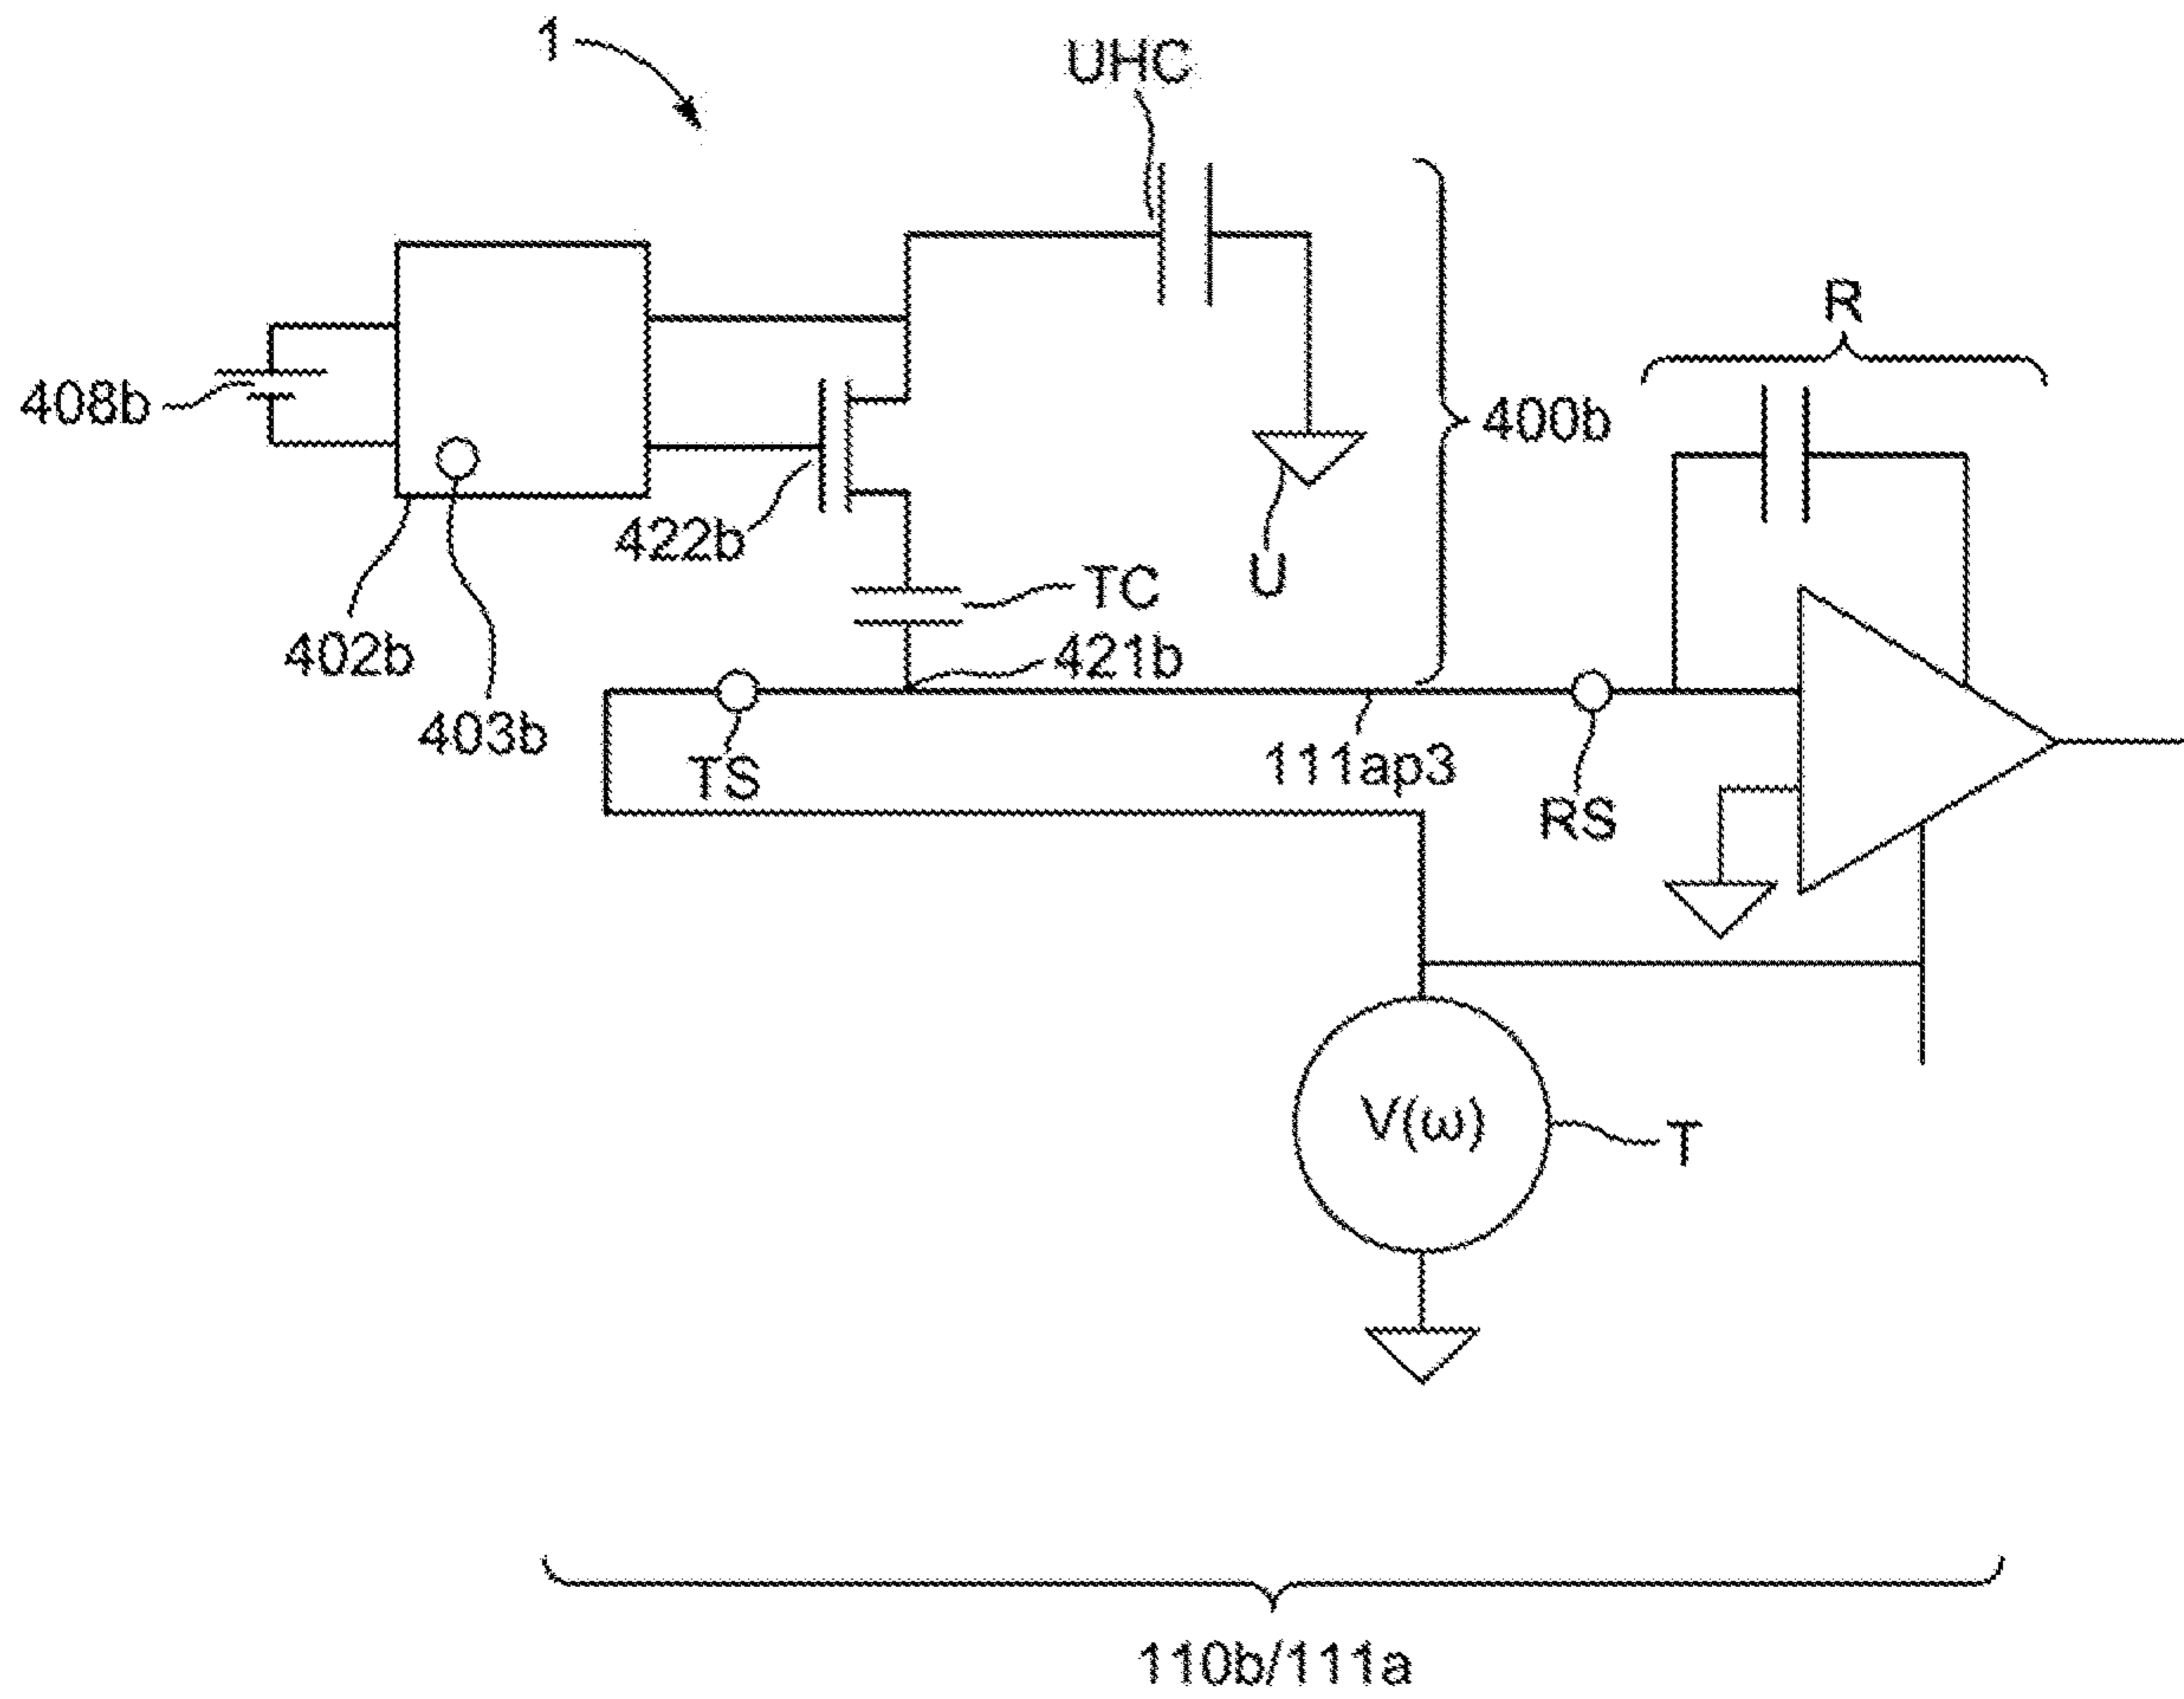 1
UHC
R
408b
400b
422b
U
TC
402b
421b
403b
TS
111ap3
RS
V(ω)
T
110b/111a